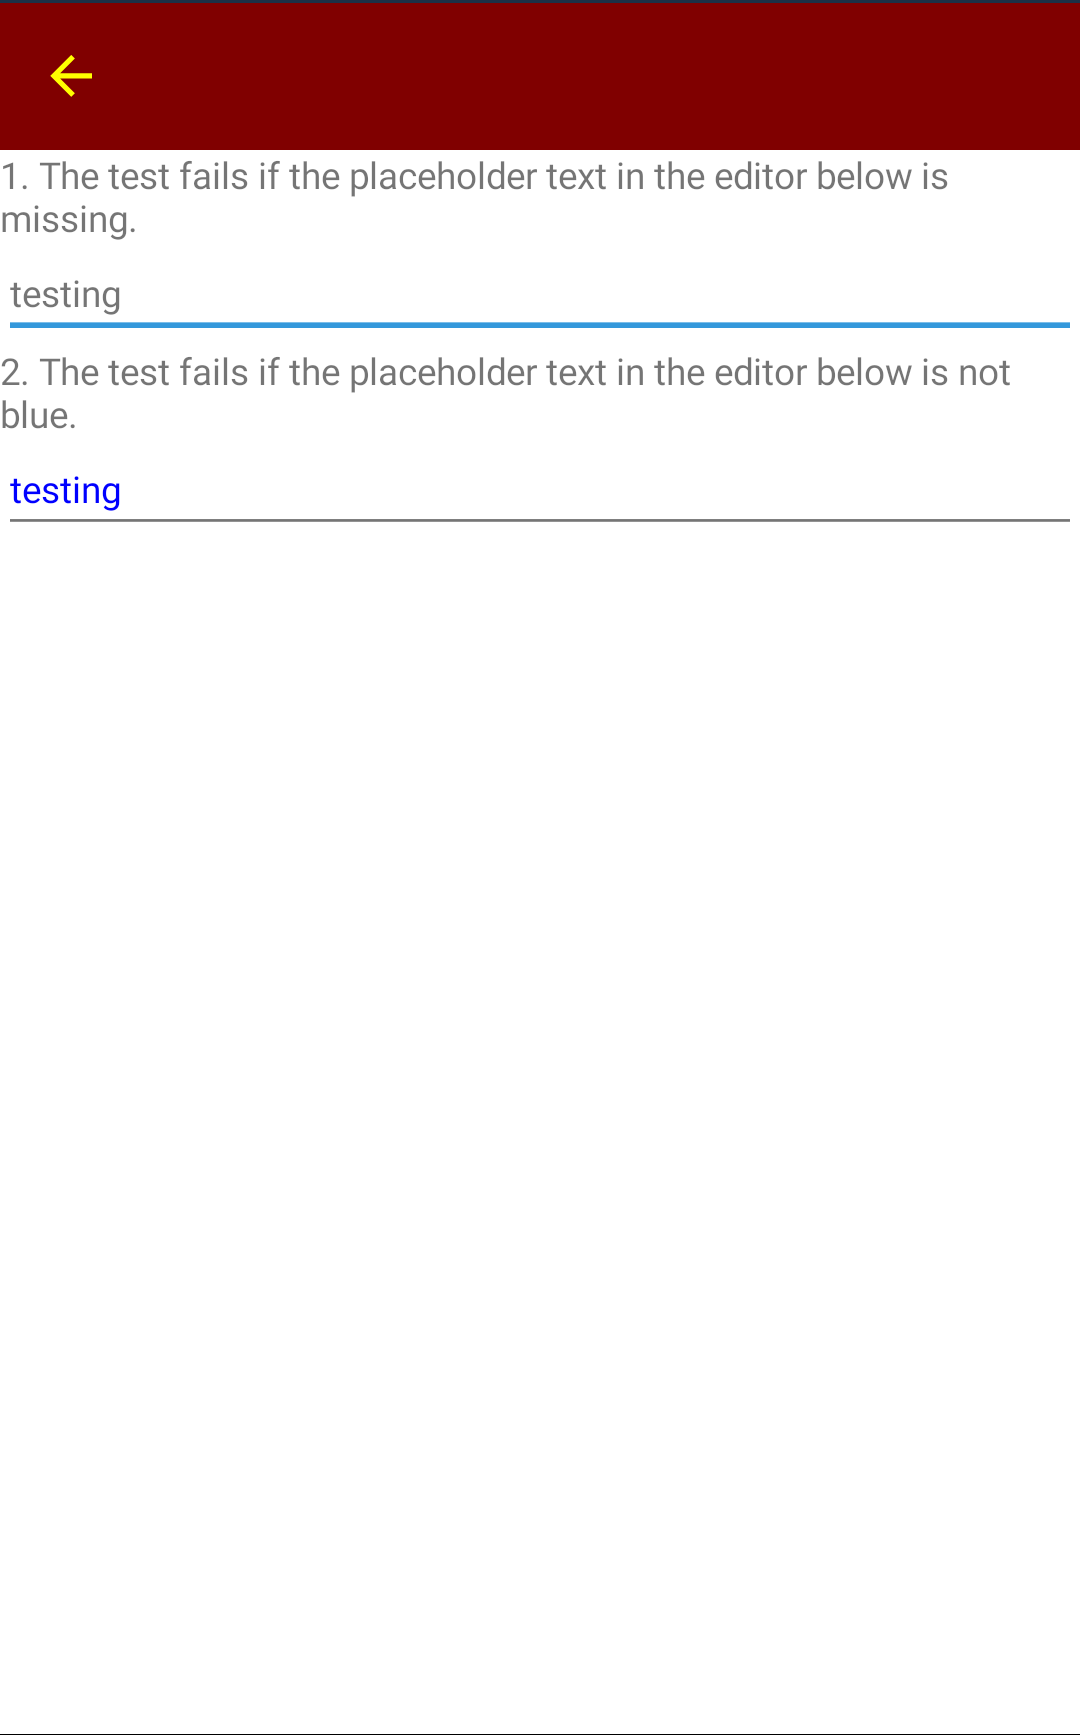 1. The test fails if the placeholder text in the editor below is
missing.
testing
2. The test fails if the placeholder text in the editor below is not
blue.
testing